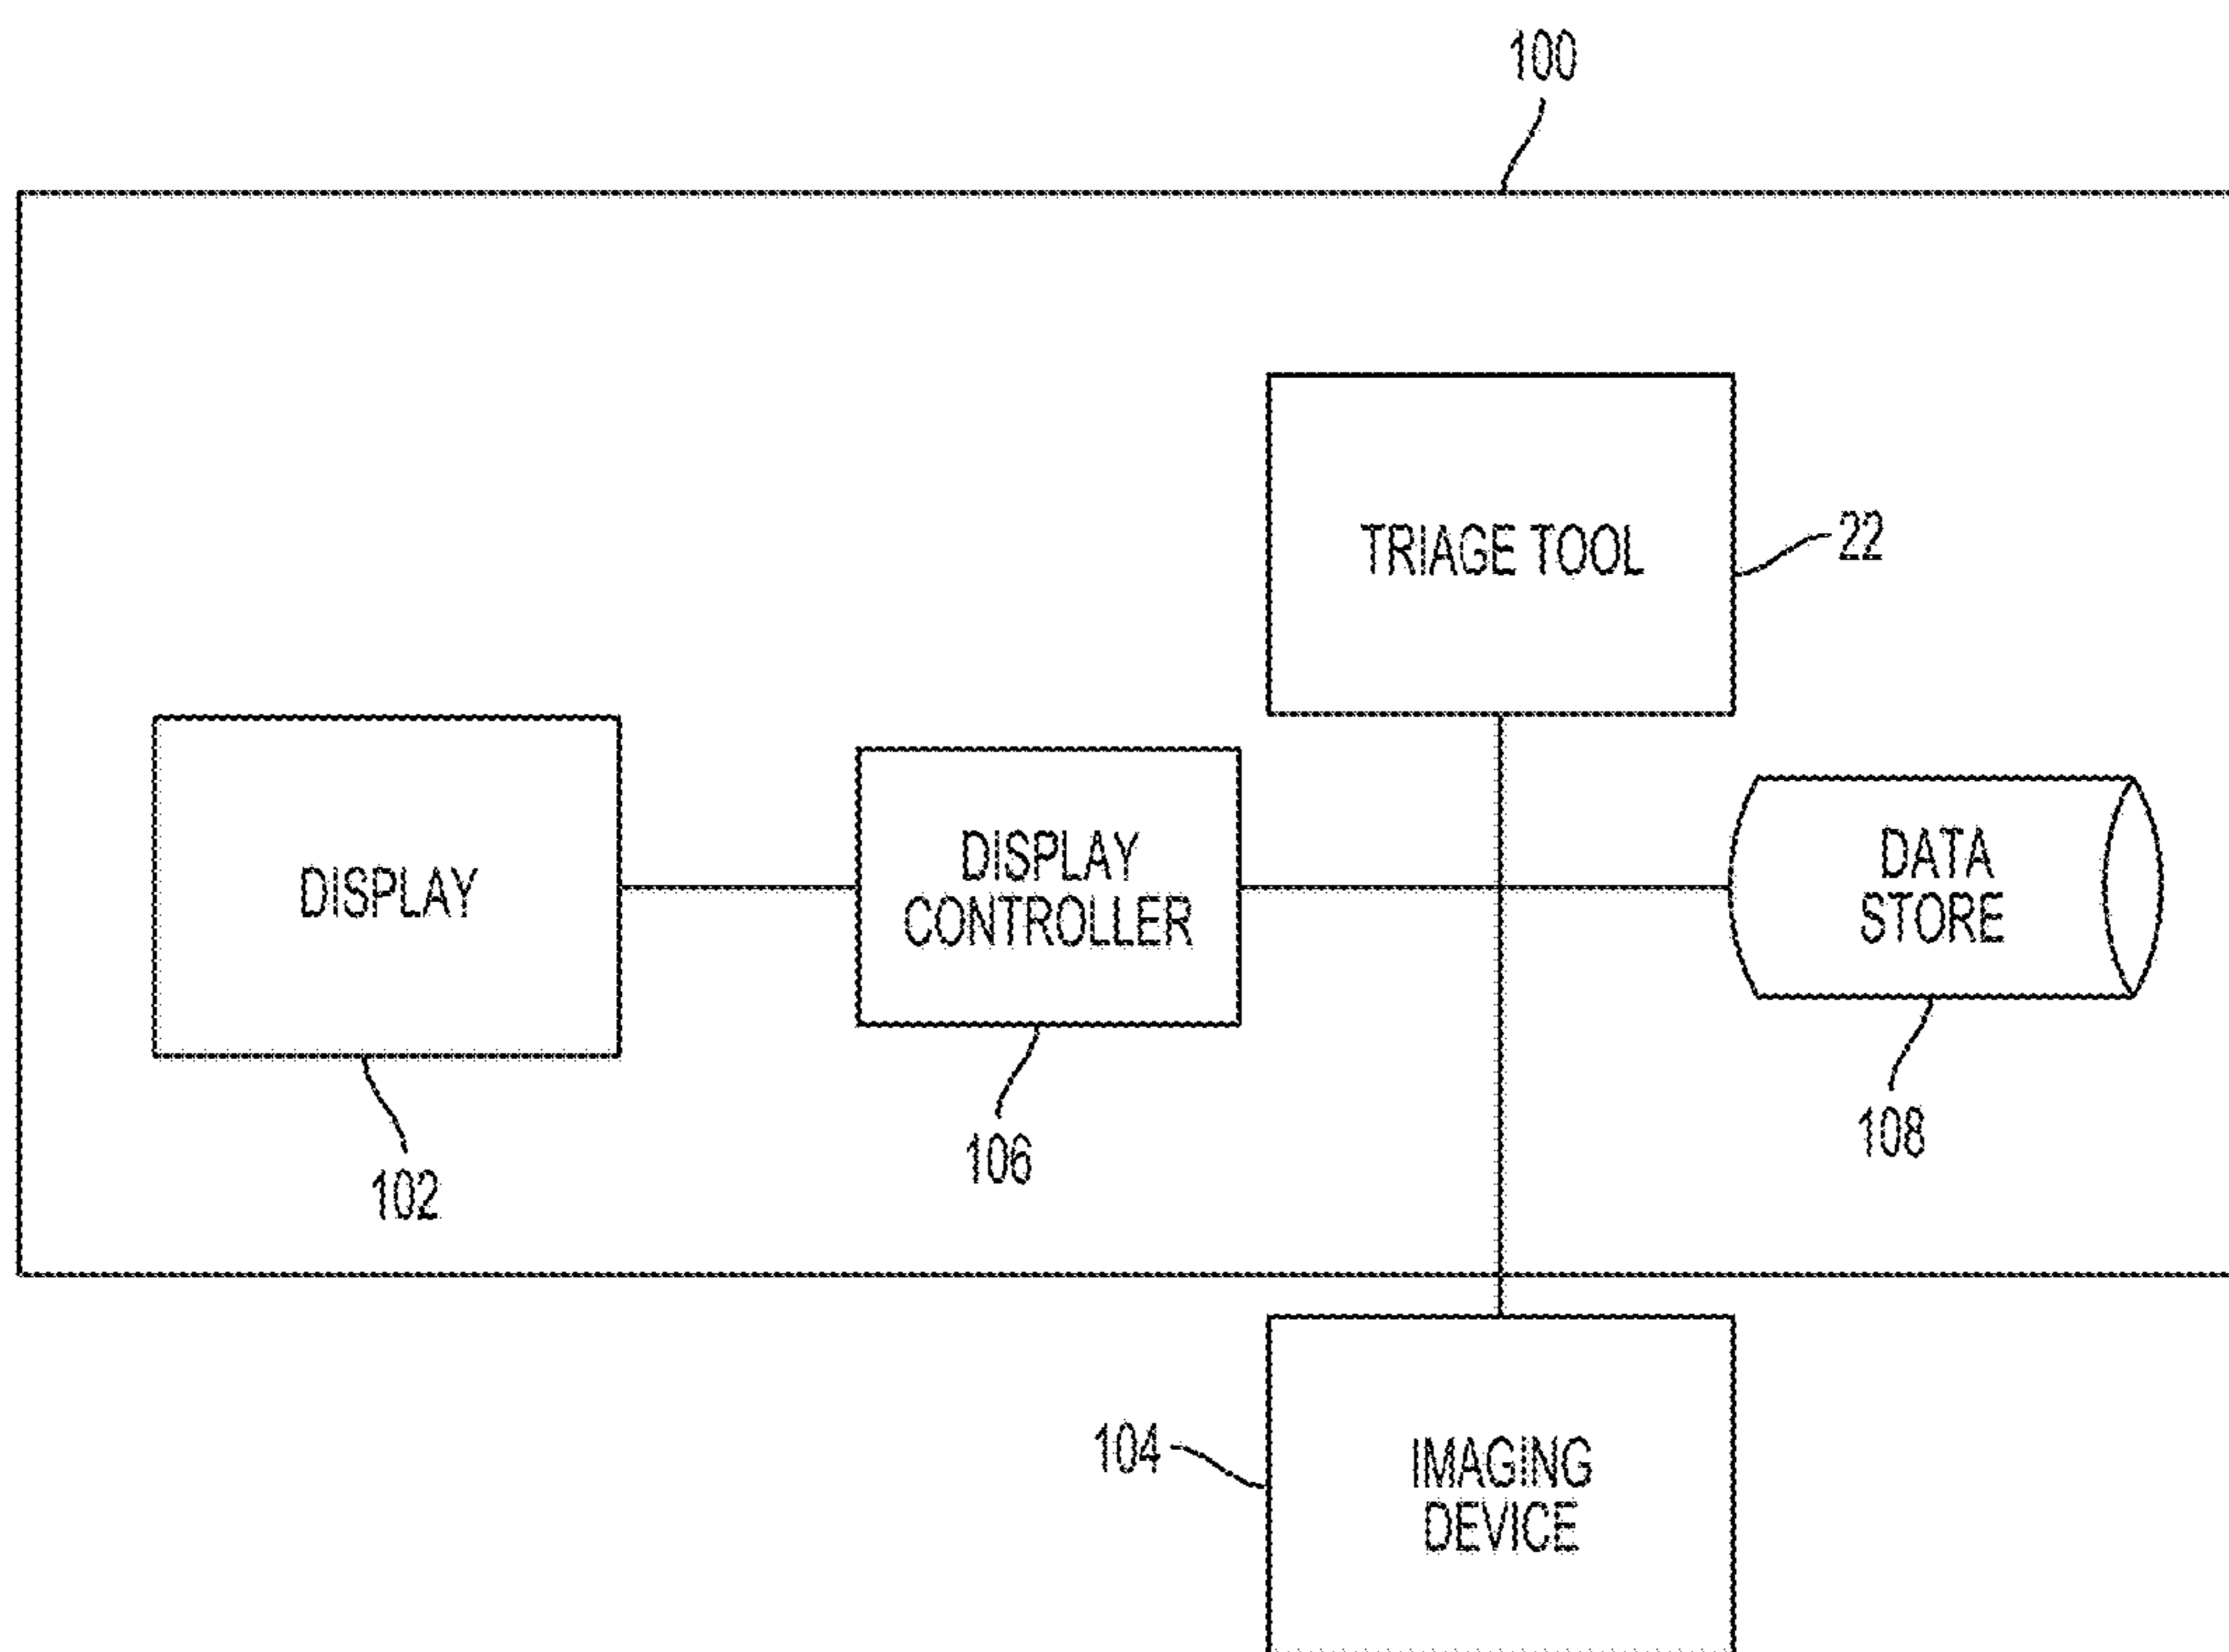 100
TRIAGE TOOL
22
DISPLAY
DISPLAY
CONTROLLER
DATA
STORE
102
106
108
104
IMAGING
DEVICE